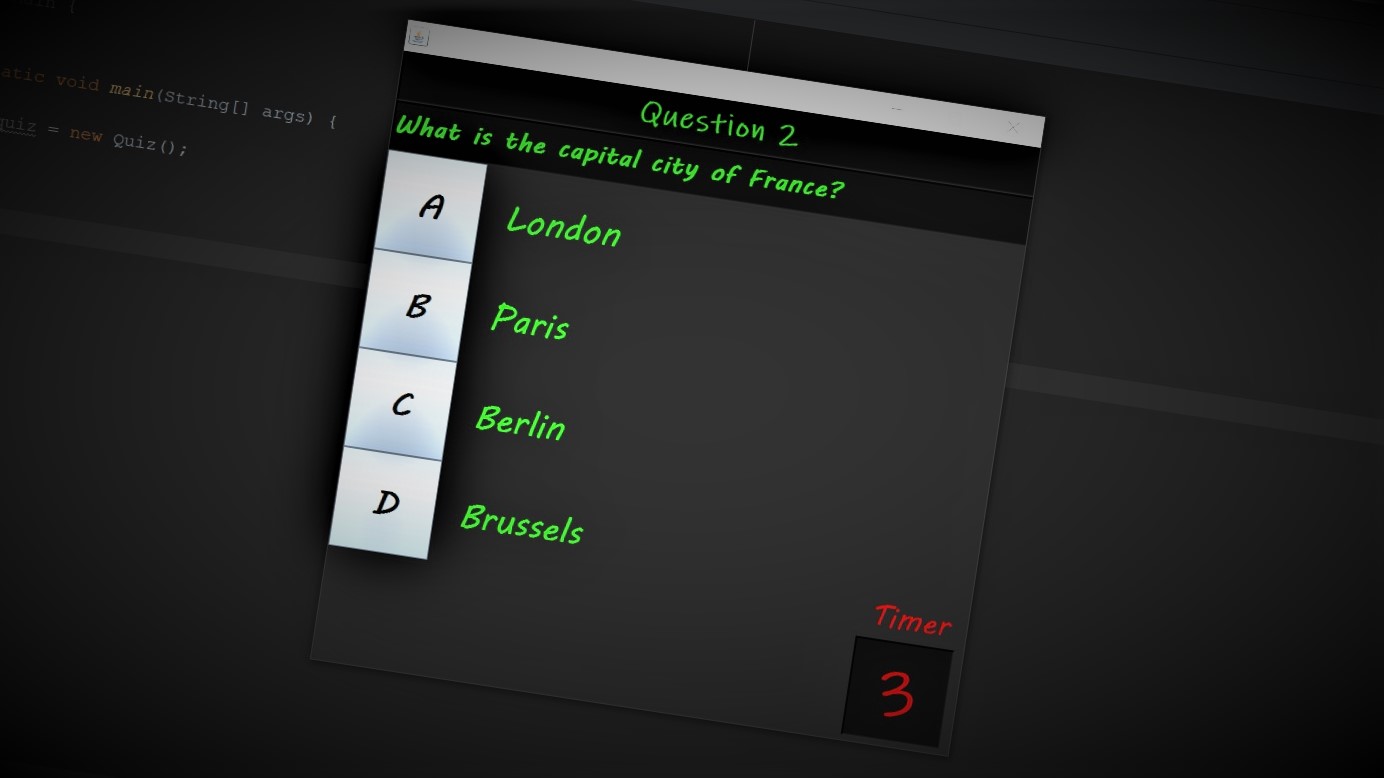 void main(String[] args) {
quiz = new Quiz();
Question 2
What is the capital city of France?
A London
B Paris
C Berlin
D Brussels
Timer
3